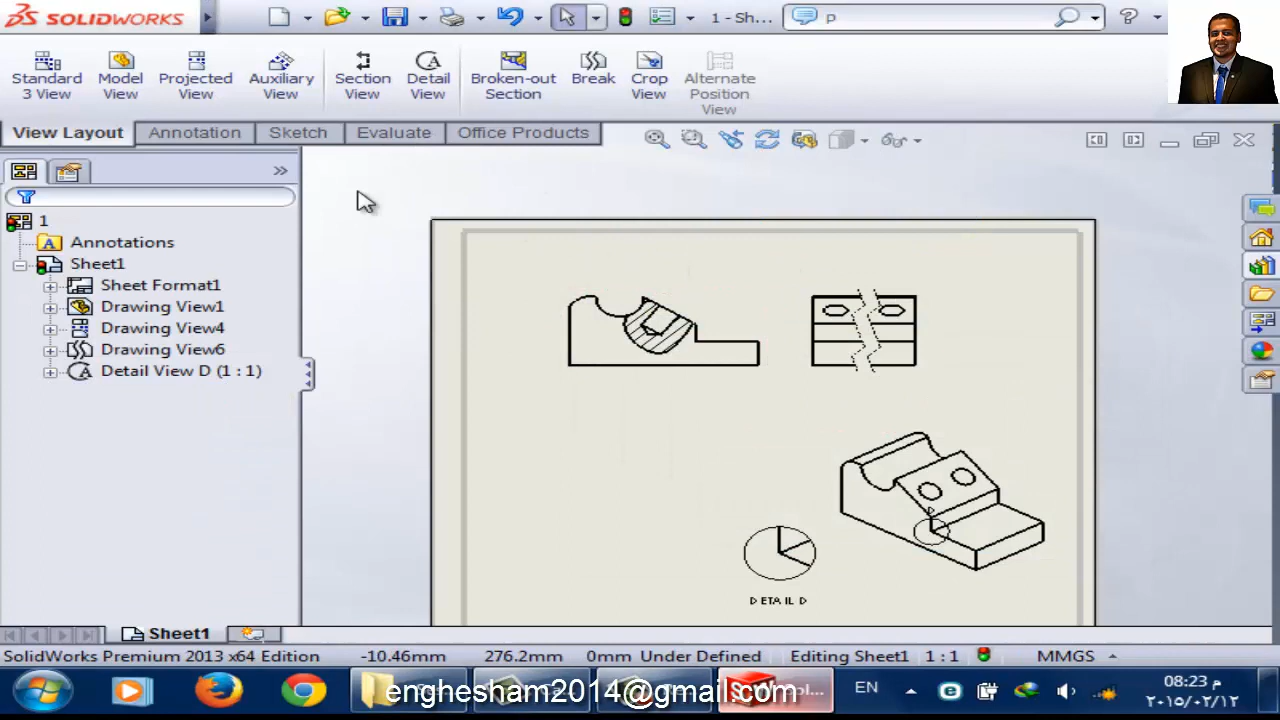 SOLIDWORKS
1 - Sh...
p
Standard
3 View
Model
View
Projected
View
Auxiliary
View
Section
View
Detail
View
Broken-out
Section
Break
Crop
View
Alternate
Position
View
View Layout
Annotation
Sketch
Evaluate
Office Products
1
Annotations
Sheet1
Sheet Format1
Drawing View1
Drawing View4
Drawing View6
Detail View D (1 : 1)
D
DETAIL D
Sheet1
SolidWorks Premium 2013 x64 Edition
-10.46mm
276.2mm
0mm
Under Defined
Editing Sheet1
1 : 1
MMGS
enghesham2014@gmail.com
EN
08:23 م
٢٠١٥/٠٢/١٢